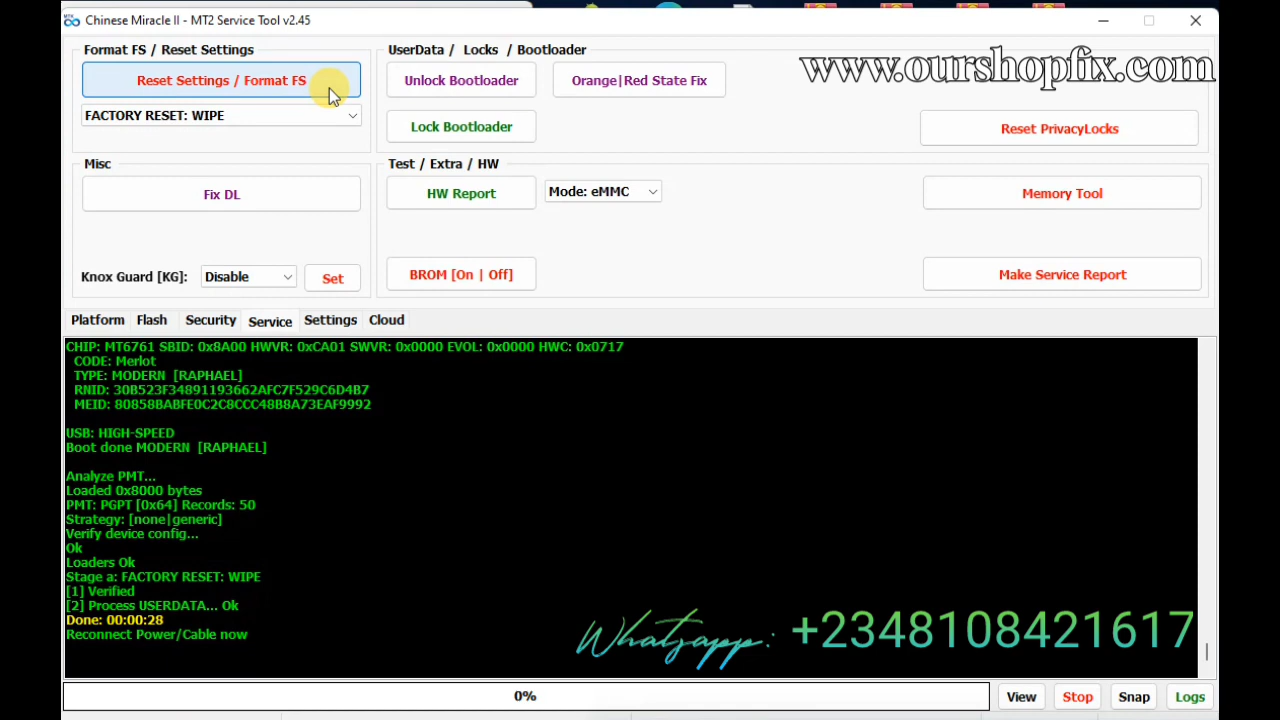 Chinese Miracle II - MT2 Service Tool v2.45
www.ourshopfix.com
Format FS / Reset Settings
Reset Settings / Format FS
FACTORY RESET: WIPE
UserData / Locks / Bootloader
Unlock Bootloader
Orange|Red State Fix
Lock Bootloader
Reset PrivacyLocks
Misc
Fix DL
Knox Guard [KG]: Disable Set
Test / Extra / HW
HW Report Mode: eMMC Memory Tool
BROM [On | Off] Make Service Report
Platform Flash Security Service Settings Cloud
CHIP: MT6761 SBID: 0x8A00 HWVR: 0xCA01 SWVR: 0x0000 EVOL: 0x0000 HWC: 0x0717
CODE: Merlot
TYPE: MODERN [RAPHAEL]
RNID: 30B523F34891193662AFC7F529C6D4B7
MEID: 80858BABFE0C2C8CCC48B8A73EAF9992
USB: HIGH-SPEED
Boot done MODERN [RAPHAEL]
Analyze PMT...
Loaded 0x8000 bytes
PMT: PGPT [0x64] Records: 50
Strategy: [none|generic]
Verify device config...
Ok
Loaders Ok
Stage a: FACTORY RESET: WIPE
[1] Verified
[2] Process USERDATA... Ok
Done: 00:00:28
Reconnect Power/Cable now
Whatzapp: +2348108421617
0% View Stop Snap Logs